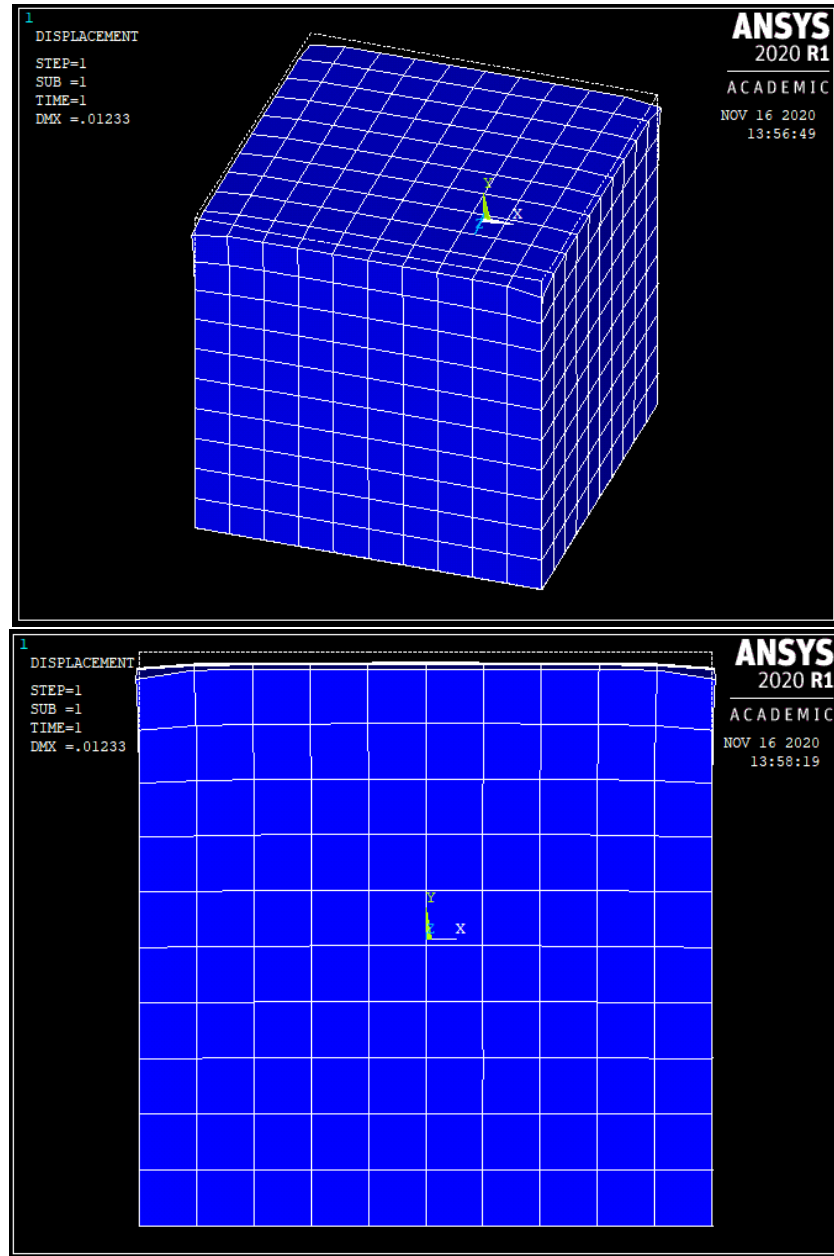 1
DISPLACEMENT
STEP=1
SUB =1
TIME=1
DMX =.01233
ANSYS
2020 R1
ACADEMIC
NOV 16 2020
13:56:49
Y
X
Z
1
DISPLACEMENT
STEP=1
SUB =1
TIME=1
DMX =.01233
ANSYS
2020 R1
ACADEMIC
NOV 16 2020
13:58:19
Y
X